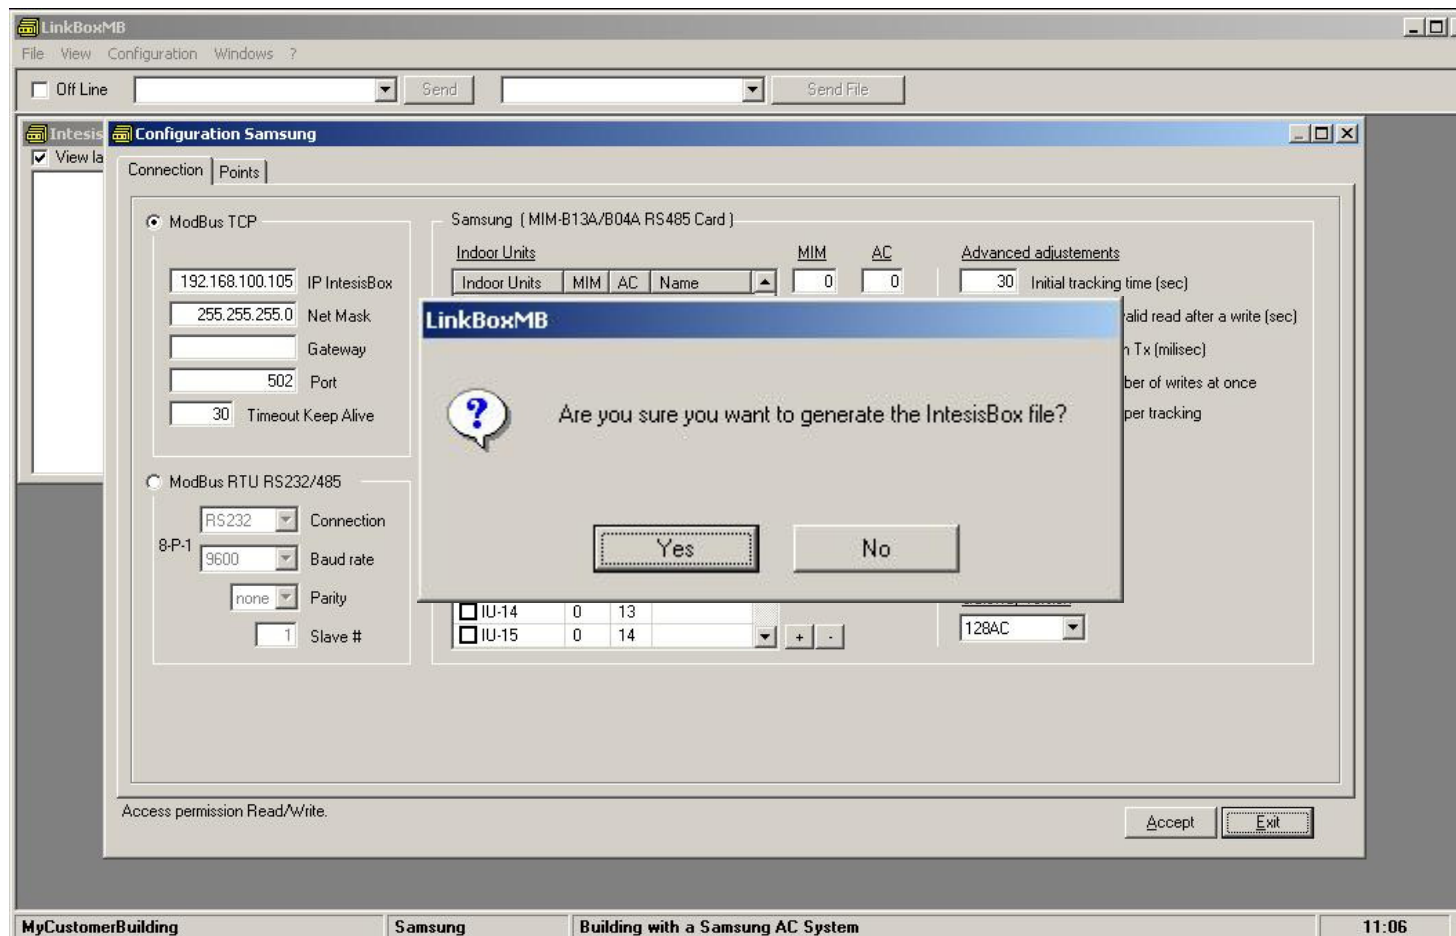 LinkBoxMB
File View Configuration Windows ?
Off Line Send Send File
Intesis
View la
Configuration Samsung
Connection Points
ModBus TCP
192.168.100.105 IP IntesisBox
255.255.255.0 Net Mask
Gateway
502 Port
30 Timeout Keep Alive
ModBus RTU RS232/485
8-P-1
RS232 Connection
9600 Baud rate
none Parity
1 Slave #
Samsung ( MIM-B13A/B04A RS485 Card )
Indoor Units MIM AC
Indoor Units MIM AC Name 0 0
IU-14 0 13
IU-15 0 14 + -
Advanced adjustements
30 Initial tracking time (sec)
valid read after a write (sec)
n Tx (milisec)
ber of writes at once
per tracking
128AC
LinkBoxMB
Are you sure you want to generate the IntesisBox file?
Yes No
Access permission Read/Write.
Accept Exit
MyCustomerBuilding Samsung Building with a Samsung AC System 11:06